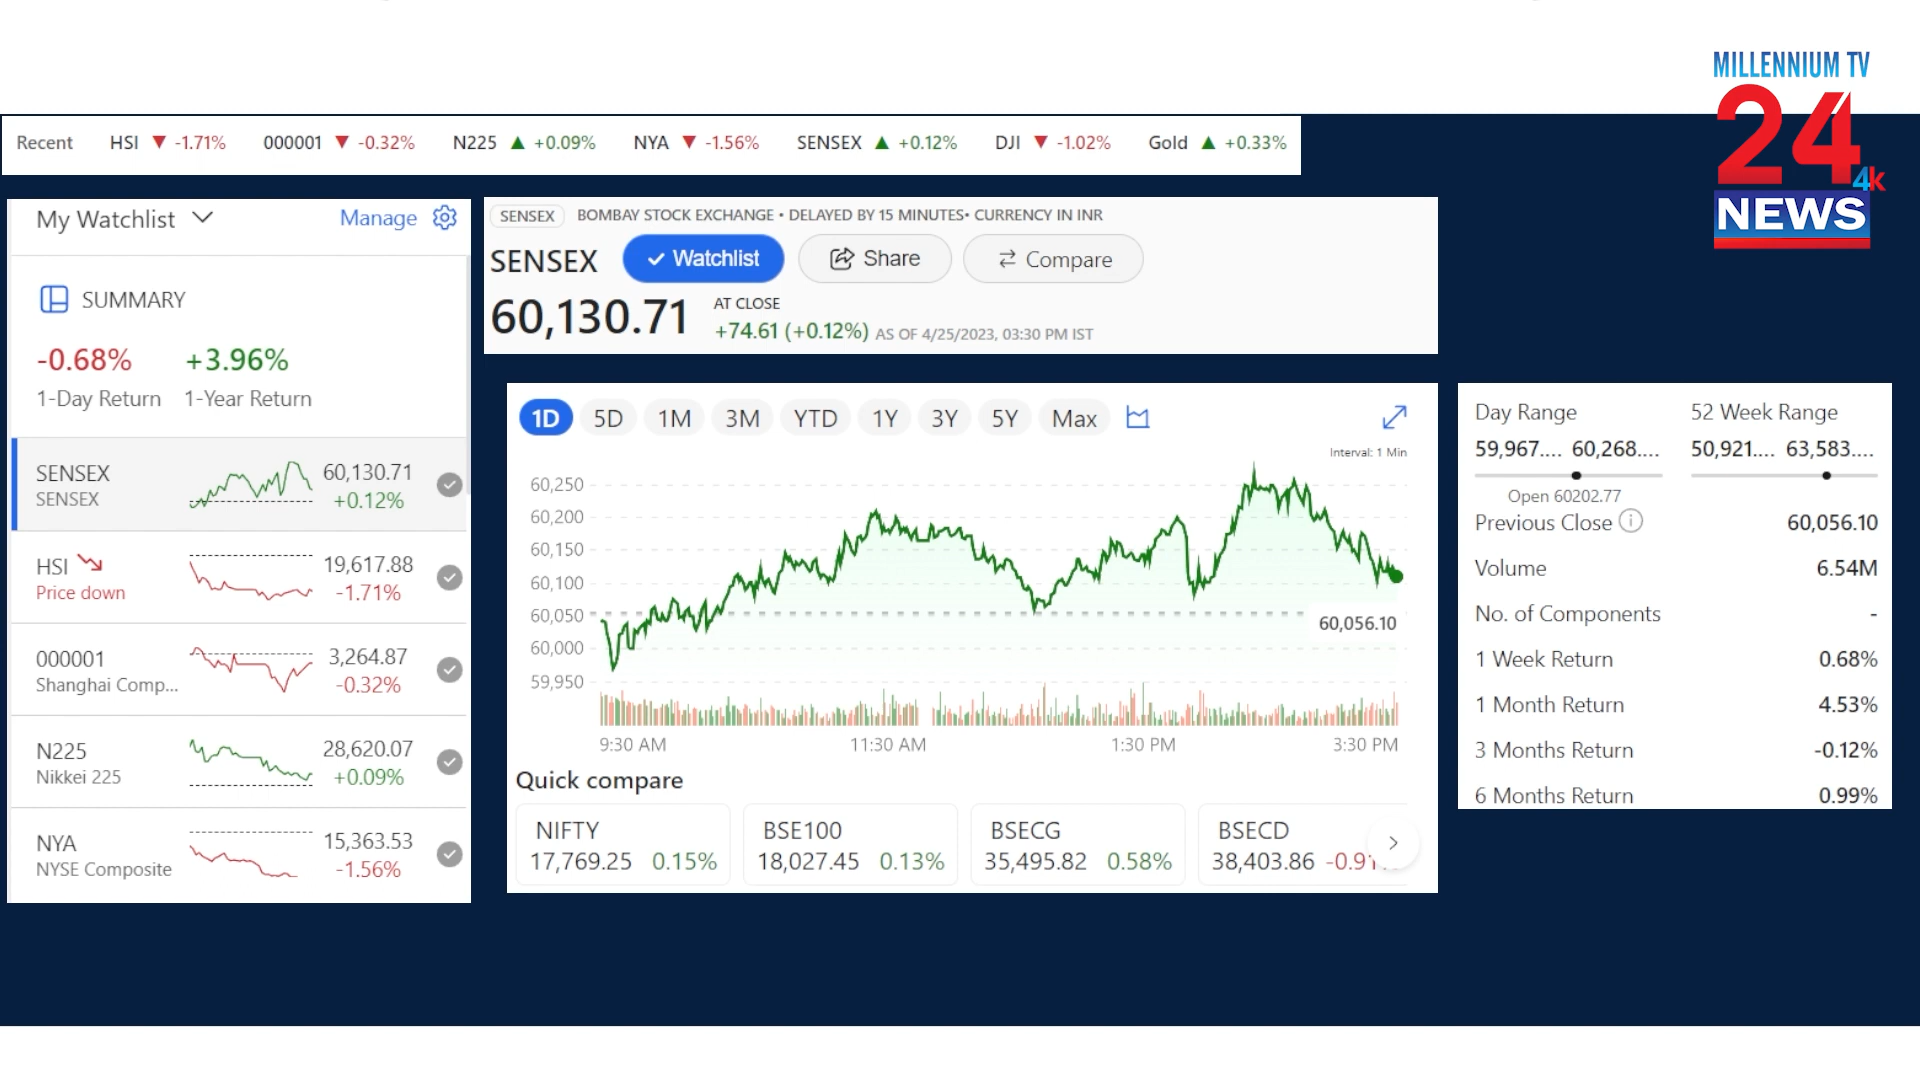 MILLENNIUM TV
24
4k
NEWS
Recent HSI ▼ -1.71% 000001 ▼ -0.32% N225 ▲ +0.09% NYA ▼ -1.56% SENSEX ▲ +0.12% DJI ▼ -1.02% Gold ▲ +0.33%
My Watchlist Manage
SUMMARY
-0.68% +3.96%
1-Day Return 1-Year Return
SENSEX 60,130.71
SENSEX +0.12%
HSI 19,617.88
Price down -1.71%
000001 3,264.87
Shanghai Comp... -0.32%
N225 28,620.07
Nikkei 225 +0.09%
NYA 15,363.53
NYSE Composite -1.56%
SENSEX BOMBAY STOCK EXCHANGE • DELAYED BY 15 MINUTES• CURRENCY IN INR
SENSEX Watchlist Share Compare
60,130.71 AT CLOSE
+74.61 (+0.12%) AS OF 4/25/2023, 03:30 PM IST
1D 5D 1M 3M YTD 1Y 3Y 5Y Max
Interval: 1 Min
60,250
60,200
60,150
60,100
60,050
60,056.10
60,000
59,950
9:30 AM 11:30 AM 1:30 PM 3:30 PM
Quick compare
NIFTY BSE100 BSECG BSECD
17,769.25 0.15% 18,027.45 0.13% 35,495.82 0.58% 38,403.86 -0.91...
Day Range 52 Week Range
59,967.... 60,268.... 50,921.... 63,583....
Open 60202.77
Previous Close 60,056.10
Volume 6.54M
No. of Components -
1 Week Return 0.68%
1 Month Return 4.53%
3 Months Return -0.12%
6 Months Return 0.99%